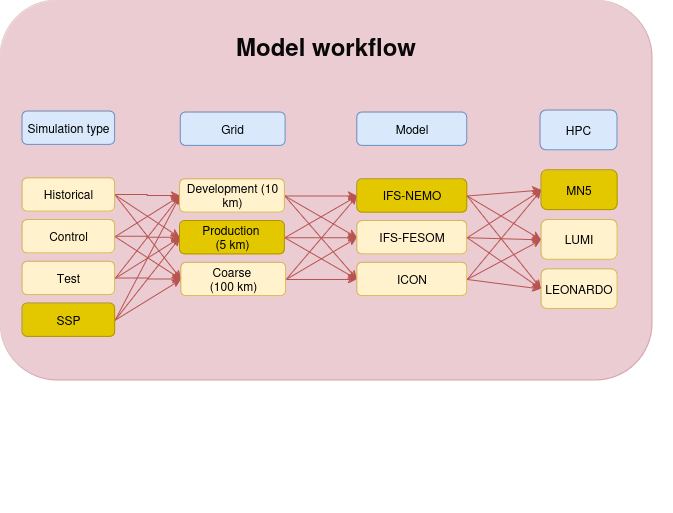 Model workflow
Simulation type
Grid
Model
HPC
Historical
Control
Test
SSP
Development (10
km)
Production
(5 km)
Coarse
(100 km)
IFS-NEMO
IFS-FESOM
ICON
MN5
LUMI
LEONARDO